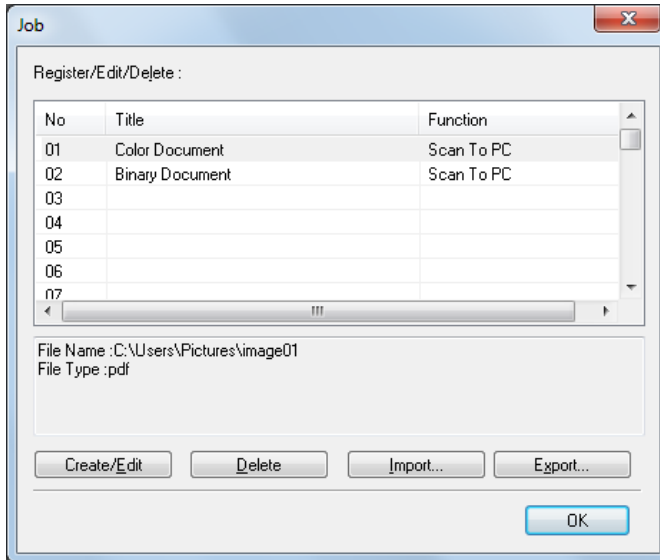 Job
Register/Edit/Delete :
No Title Function
01 Color Document Scan To PC
02 Binary Document Scan To PC
03
04
05
06
07
File Name :C:\Users\Pictures\image01
File Type :pdf
Create/Edit Delete Import... Export...
OK